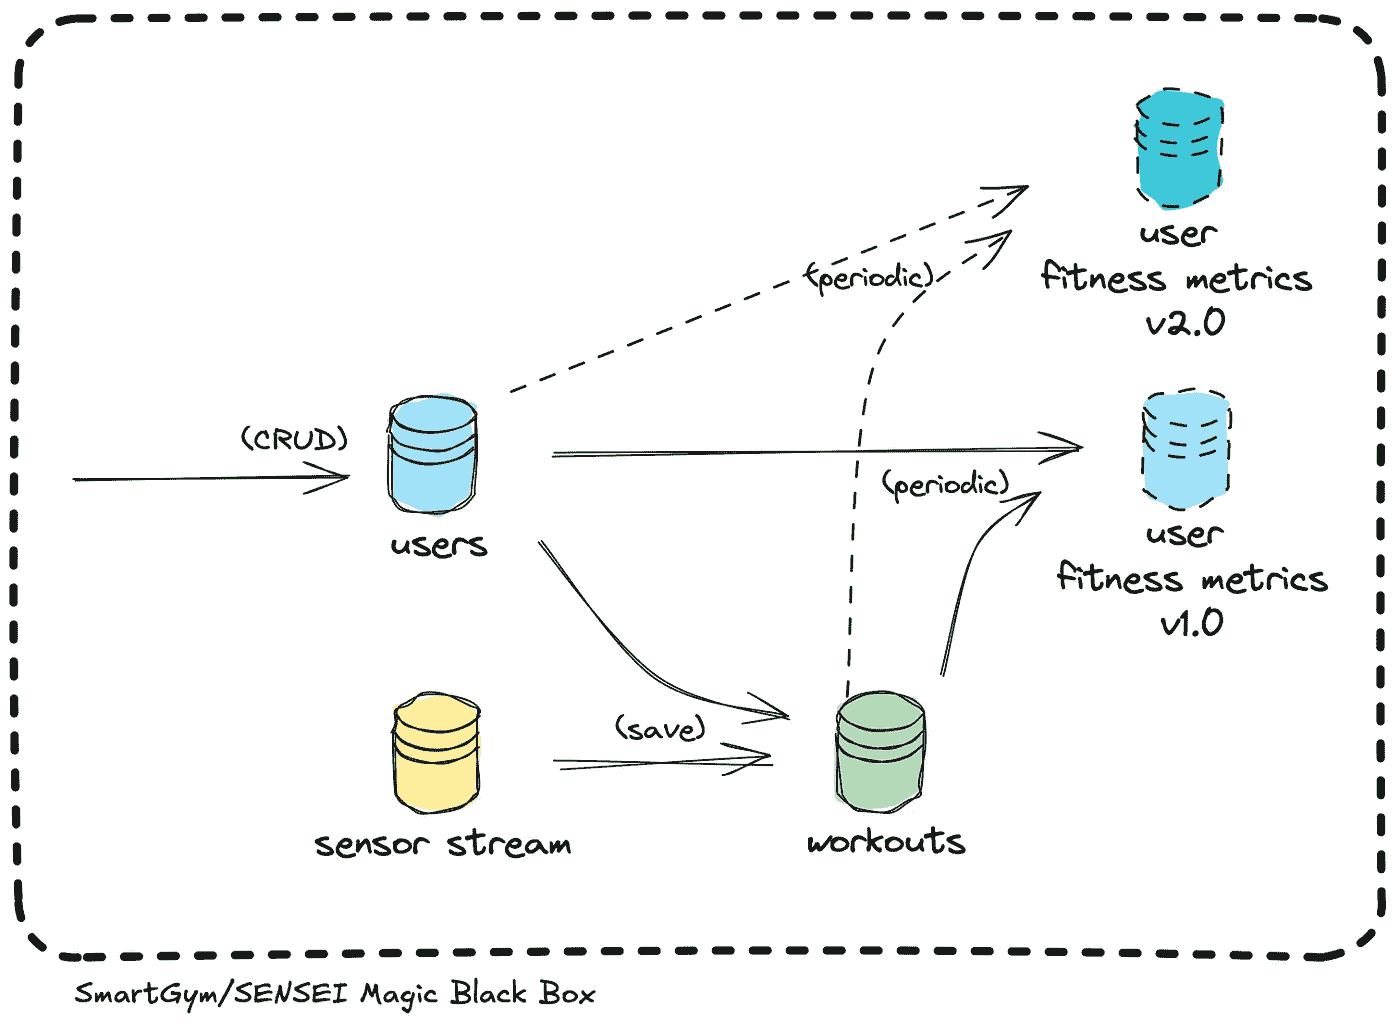 user
fitness metrics
v2.0
(periodic)
(CRUD)
users
(periodic)
user
fitness metrics
v1.0
(save)
sensor stream
workouts
SmartGym/SENSEI Magic Black Box